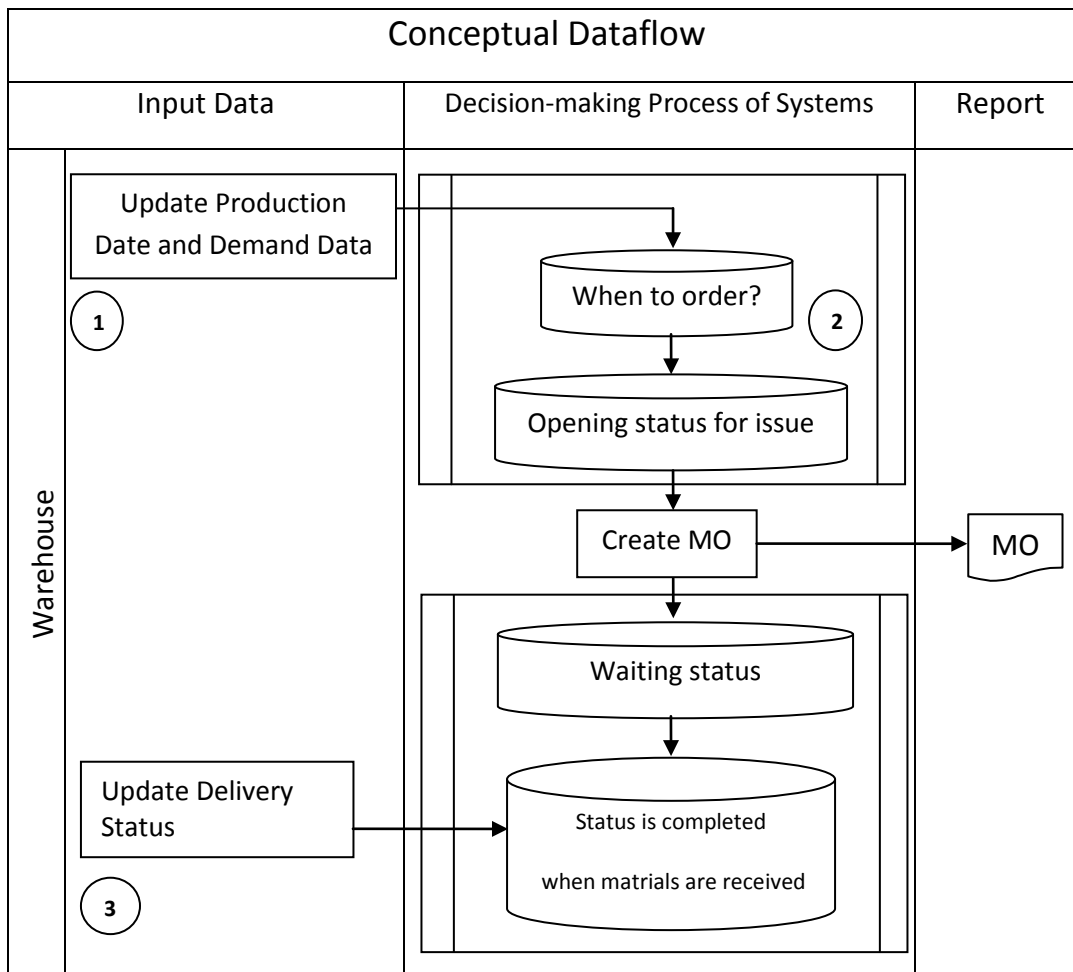 Conceptual Dataflow
Input Data
Decision-making Process of Systems
Report
Warehouse
Update Production
Date and Demand Data
1
When to order?
2
Opening status for issue
Create MO
MO
Waiting status
Update Delivery
Status
3
Status is completed
when matrials are received